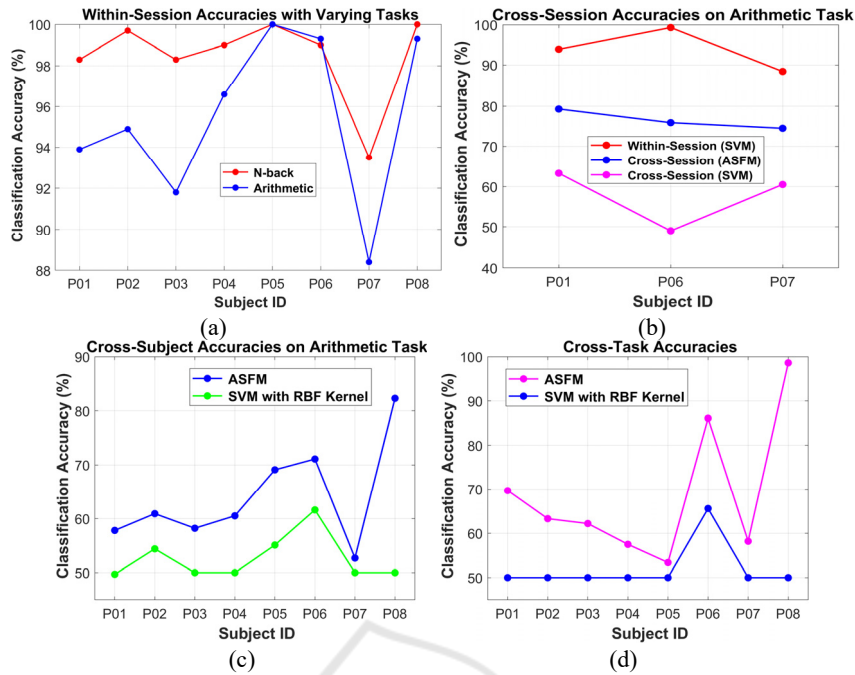 Within-Session Accuracies with Varying Tasks
Classification Accuracy (%)
100
98
96
94
92
90
88
N-back
Arithmetic
P01 P02 P03 P04 P05 P06 P07 P08
Subject ID
(a)
Cross-Session Accuracies on Arithmetic Task
Classification Accuracy (%)
100
90
80
70
60
50
40
Within-Session (SVM)
Cross-Session (ASFM)
Cross-Session (SVM)
P01 P06 P07
Subject ID
(b)
Cross-Subject Accuracies on Arithmetic Task
Classification Accuracy (%)
90
80
70
60
50
ASFM
SVM with RBF Kernel
P01 P02 P03 P04 P05 P06 P07 P08
Subject ID
(c)
Cross-Task Accuracies
Classification Accuracy (%)
100
90
80
70
60
50
ASFM
SVM with RBF Kernel
P01 P02 P03 P04 P05 P06 P07 P08
Subject ID
(d)